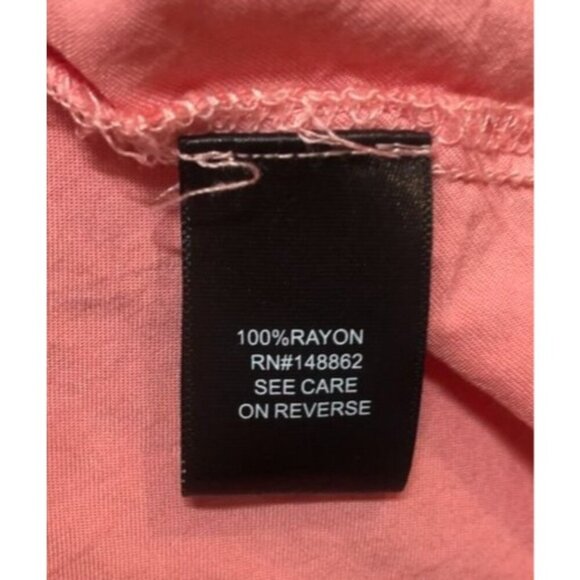 100%RAYON
RN#148862
SEE CARE
ON REVERSE